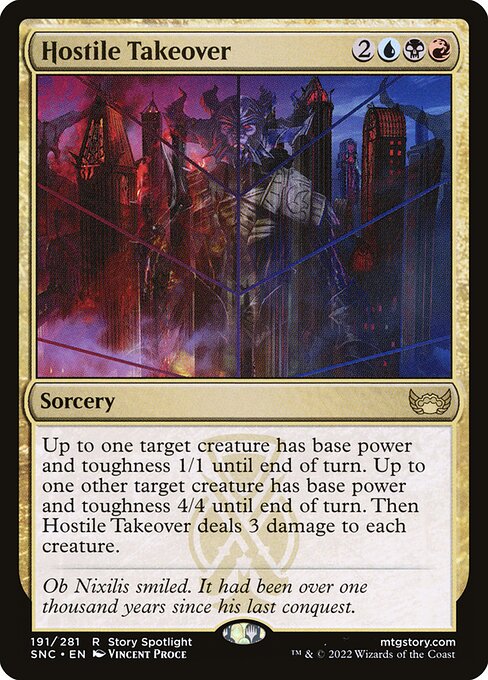 Hostile Takeover 2
Sorcery
Up to one target creature has base power
and toughness 1/1 until end of turn. Up to
one other target creature has base power
and toughness 4/4 until end of turn. Then
Hostile Takeover deals 3 damage to each
creature.
Ob Nixilis smiled. It had been over one
thousand years since his last conquest.
191/281 R Story Spotlight mtgstory.com
SNC • EN Vincent Proce ™ & © 2022 Wizards of the Coast